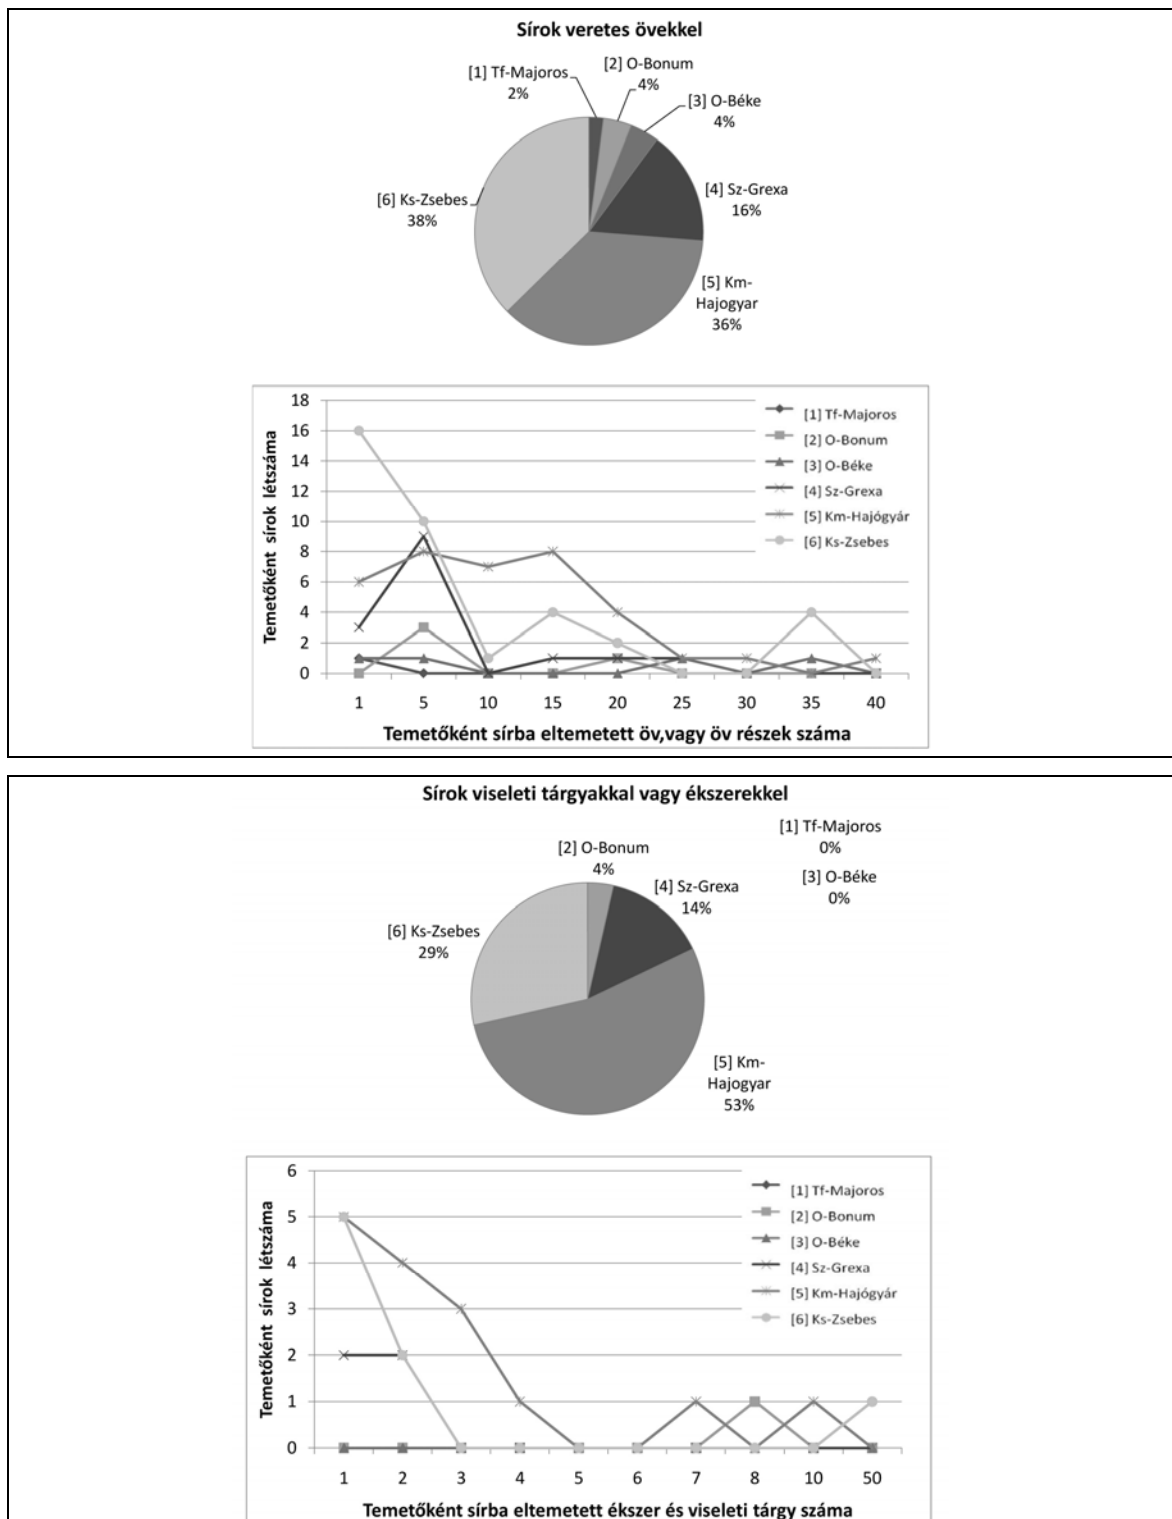 Sírok veretes övekkel
[1] Tf-Majoros
2%
[2] O-Bonum
4%
[3] O-Béke
4%
[4] Sz-Grexa
16%
[5] Km-
Hajogyar
36%
[6] Ks-Zsebes
38%
Temetőként sírok létszáma
18
16
14
12
10
8
6
4
2
0
1 5 10 15 20 25 30 35 40
[1] Tf-Majoros
[2] O-Bonum
[3] O-Béke
[4] Sz-Grexa
[5] Km-Hajógyár
[6] Ks-Zsebes
Temetőként sírba eltemetett öv,vagy öv részek száma
Sírok viseleti tárgyakkal vagy ékszerekkel
[1] Tf-Majoros
0%
[2] O-Bonum
4%
[3] O-Béke
0%
[4] Sz-Grexa
14%
[5] Km-
Hajogyar
53%
[6] Ks-Zsebes
29%
Temetőként sírok létszáma
6
5
4
3
2
1
0
1 2 3 4 5 6 7 8 10 50
[1] Tf-Majoros
[2] O-Bonum
[3] O-Béke
[4] Sz-Grexa
[5] Km-Hajógyár
[6] Ks-Zsebes
Temetőként sírba eltemetett ékszer és viseleti tárgy száma